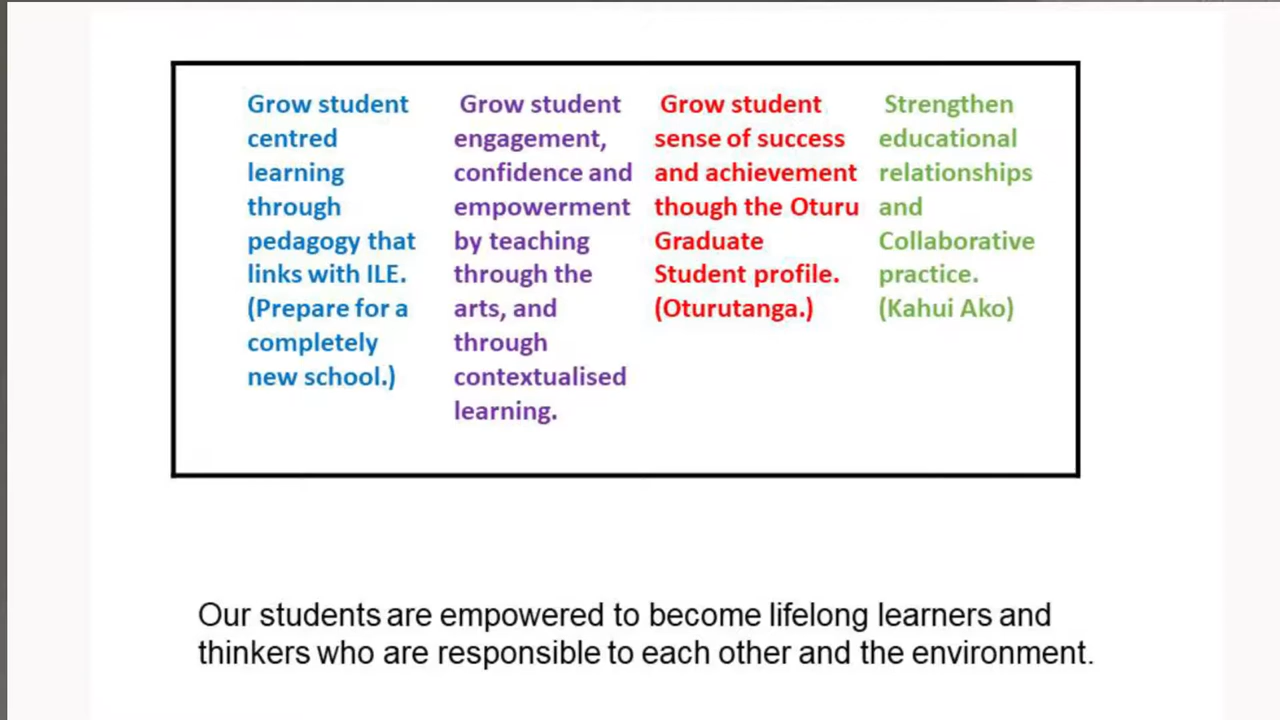 Grow student
centred
learning
through
pedagogy that
links with ILE.
(Prepare for a
completely
new school.)
Grow student
engagement,
confidence and
empowerment
by teaching
through the
arts, and
through
contextualised
learning.
Grow student
sense of success
and achievement
though the Oturu
Graduate
Student profile.
(Oturutanga.)
Strengthen
educational
relationships
and
Collaborative
practice.
(Kahui Ako)
Our students are empowered to become lifelong learners and
thinkers who are responsible to each other and the environment.